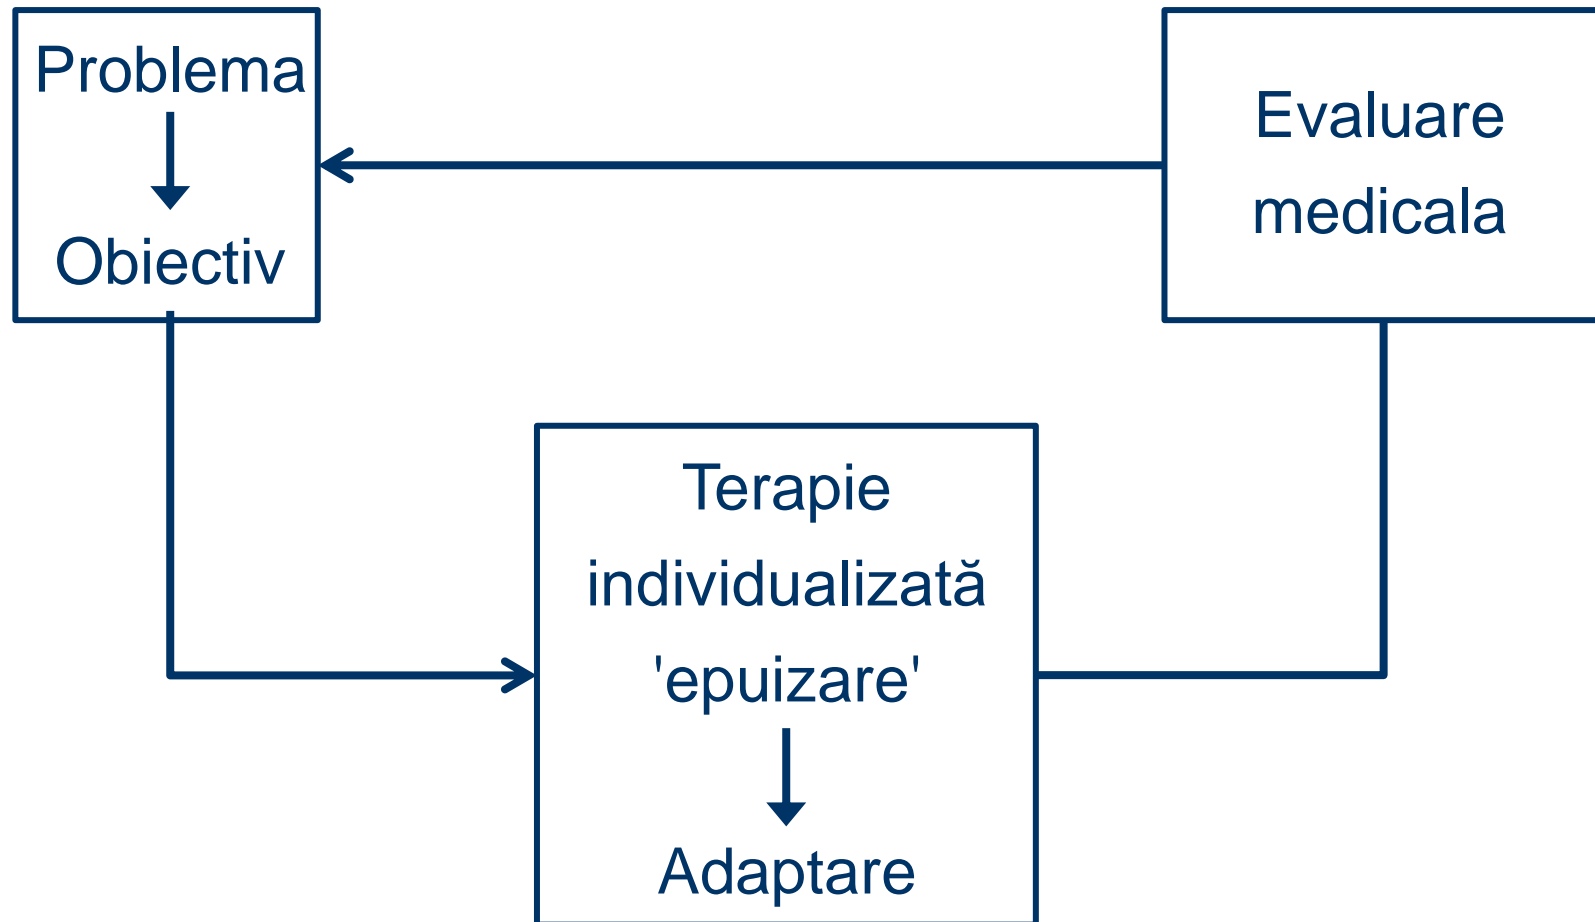 Problema
Obiectiv
Evaluare
medicala
Terapie
individualizată
'epuizare'
Adaptare